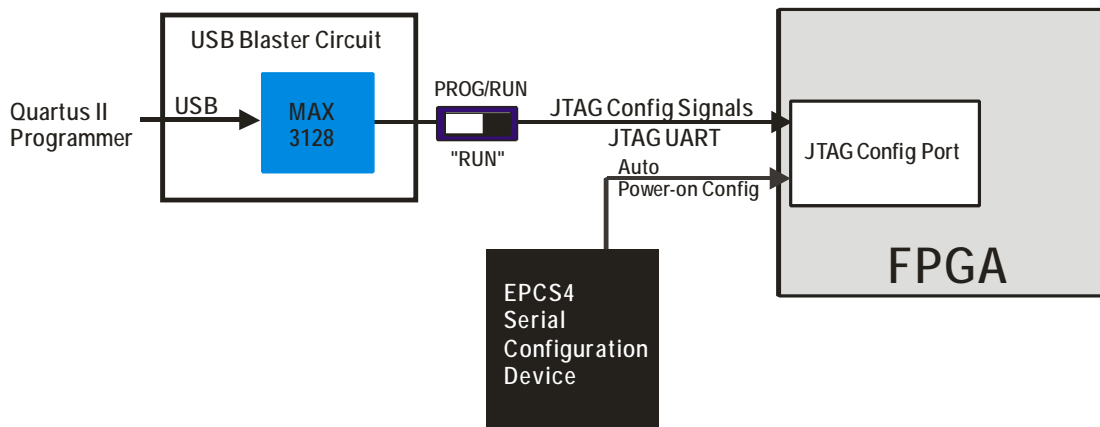 USB Blaster Circuit
Quartus II
Programmer
USB
MAX
3128
PROG/RUN
"RUN"
JTAG Config Signals
JTAG UART
Auto
Power-on Config
JTAG Config Port
FPGA
EPCS4
Serial
Configuration
Device